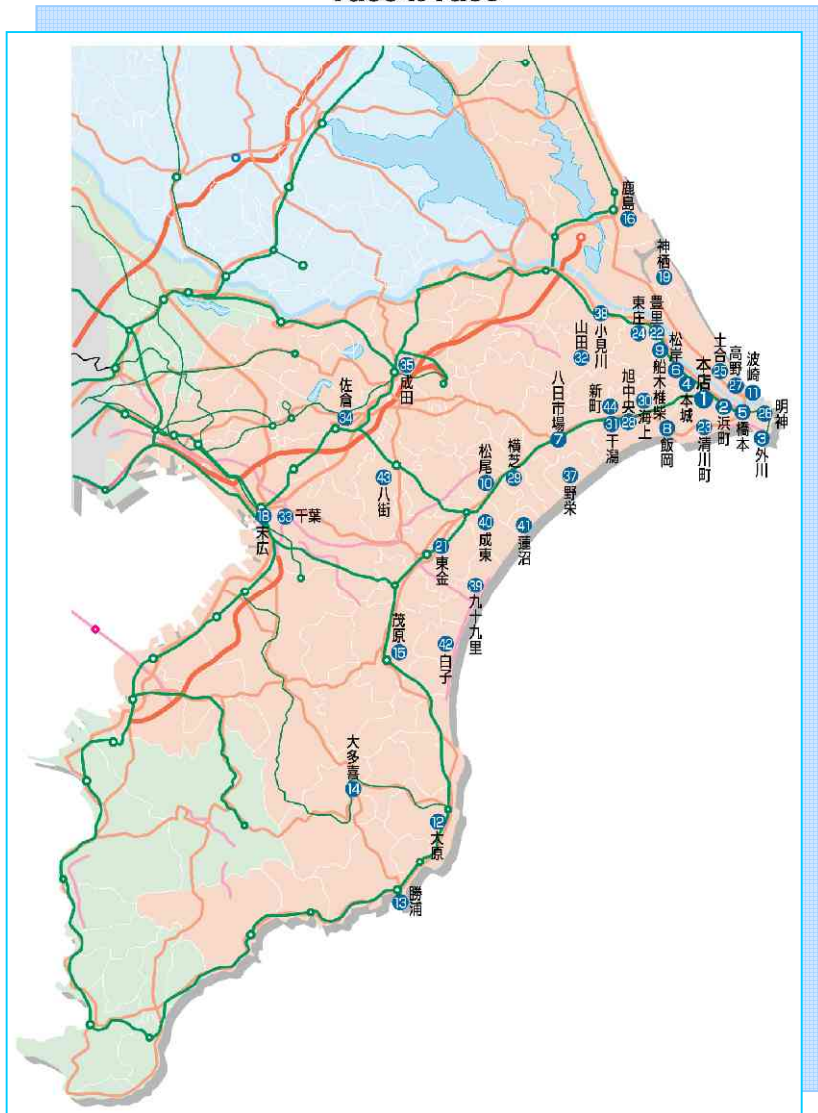 鹿島
16
神栖
19
小見川
38
山田
32
東庄
24
豊里
22
9
船木椎柴
松岸
6
4
本城
本店
1
土合
25
高野
27
波崎
11
2
浜町
5
橋本
26
明神
3
外川
23
清川町
8
飯岡
30
海上
旭中央
28
新町
44
31
干潟
八日市場
7
37
野栄
横芝
29
松尾
10
40
成東
41
蓮沼
35
成田
佐倉
34
43
八街
18
末広
33
千葉
21
東金
39
九十九里
茂原
15
42
白子
大多喜
14
12
大原
13
勝浦